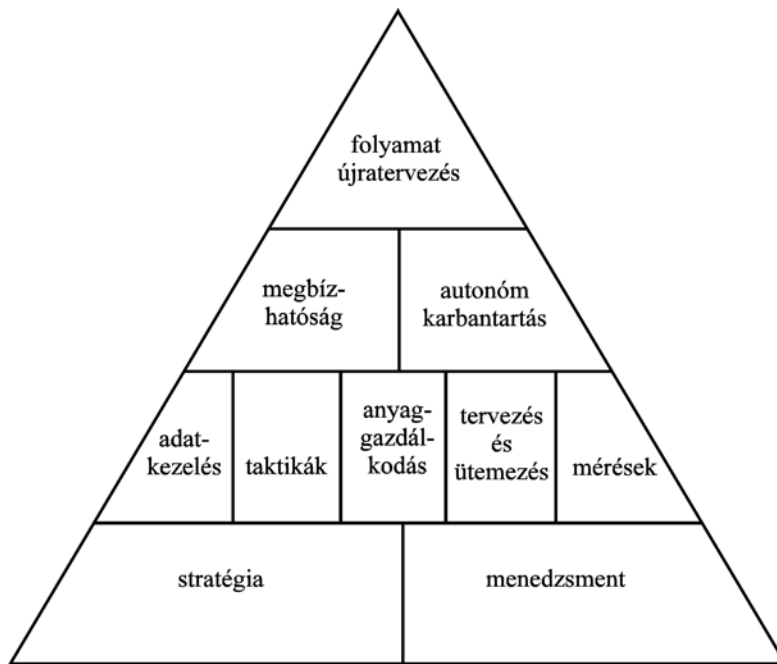 folyamat
újratervezés
megbíz-
hatóság
autonóm
karbantartás
adat-
kezelés
taktikák
anyag-
gazdál-
kodás
tervezés
és
ütemezés
mérések
stratégia
menedzsment